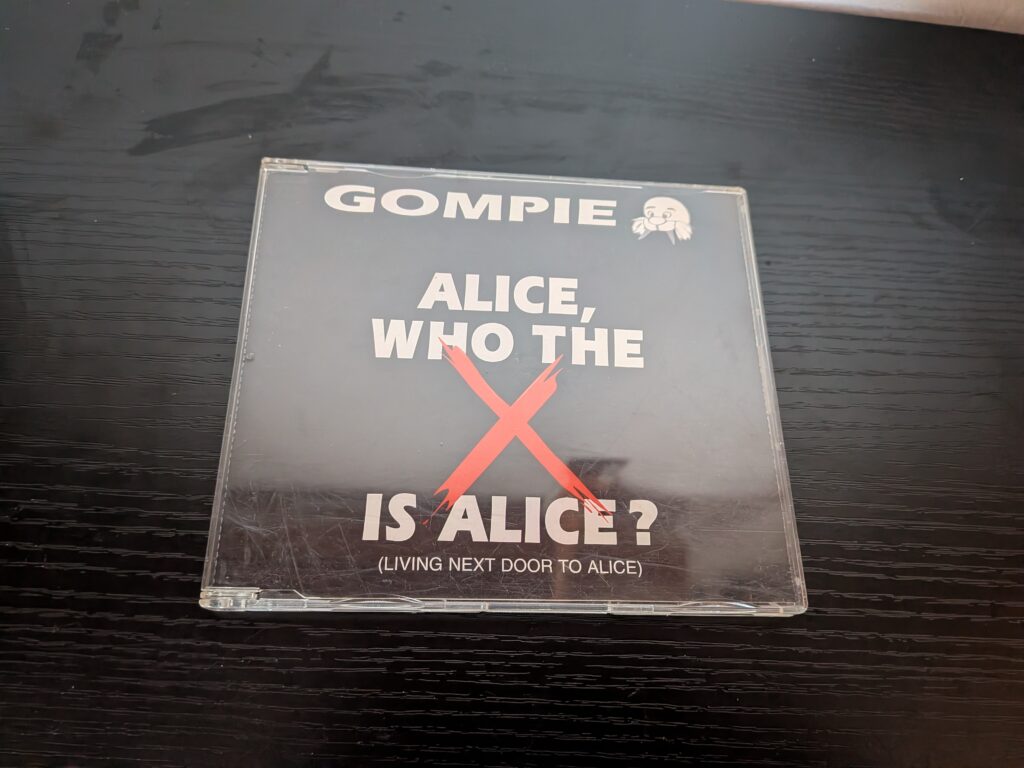 GOMPIE
ALICE,
WHO THE
X
IS ALICE?
(LIVING NEXT DOOR TO ALICE)